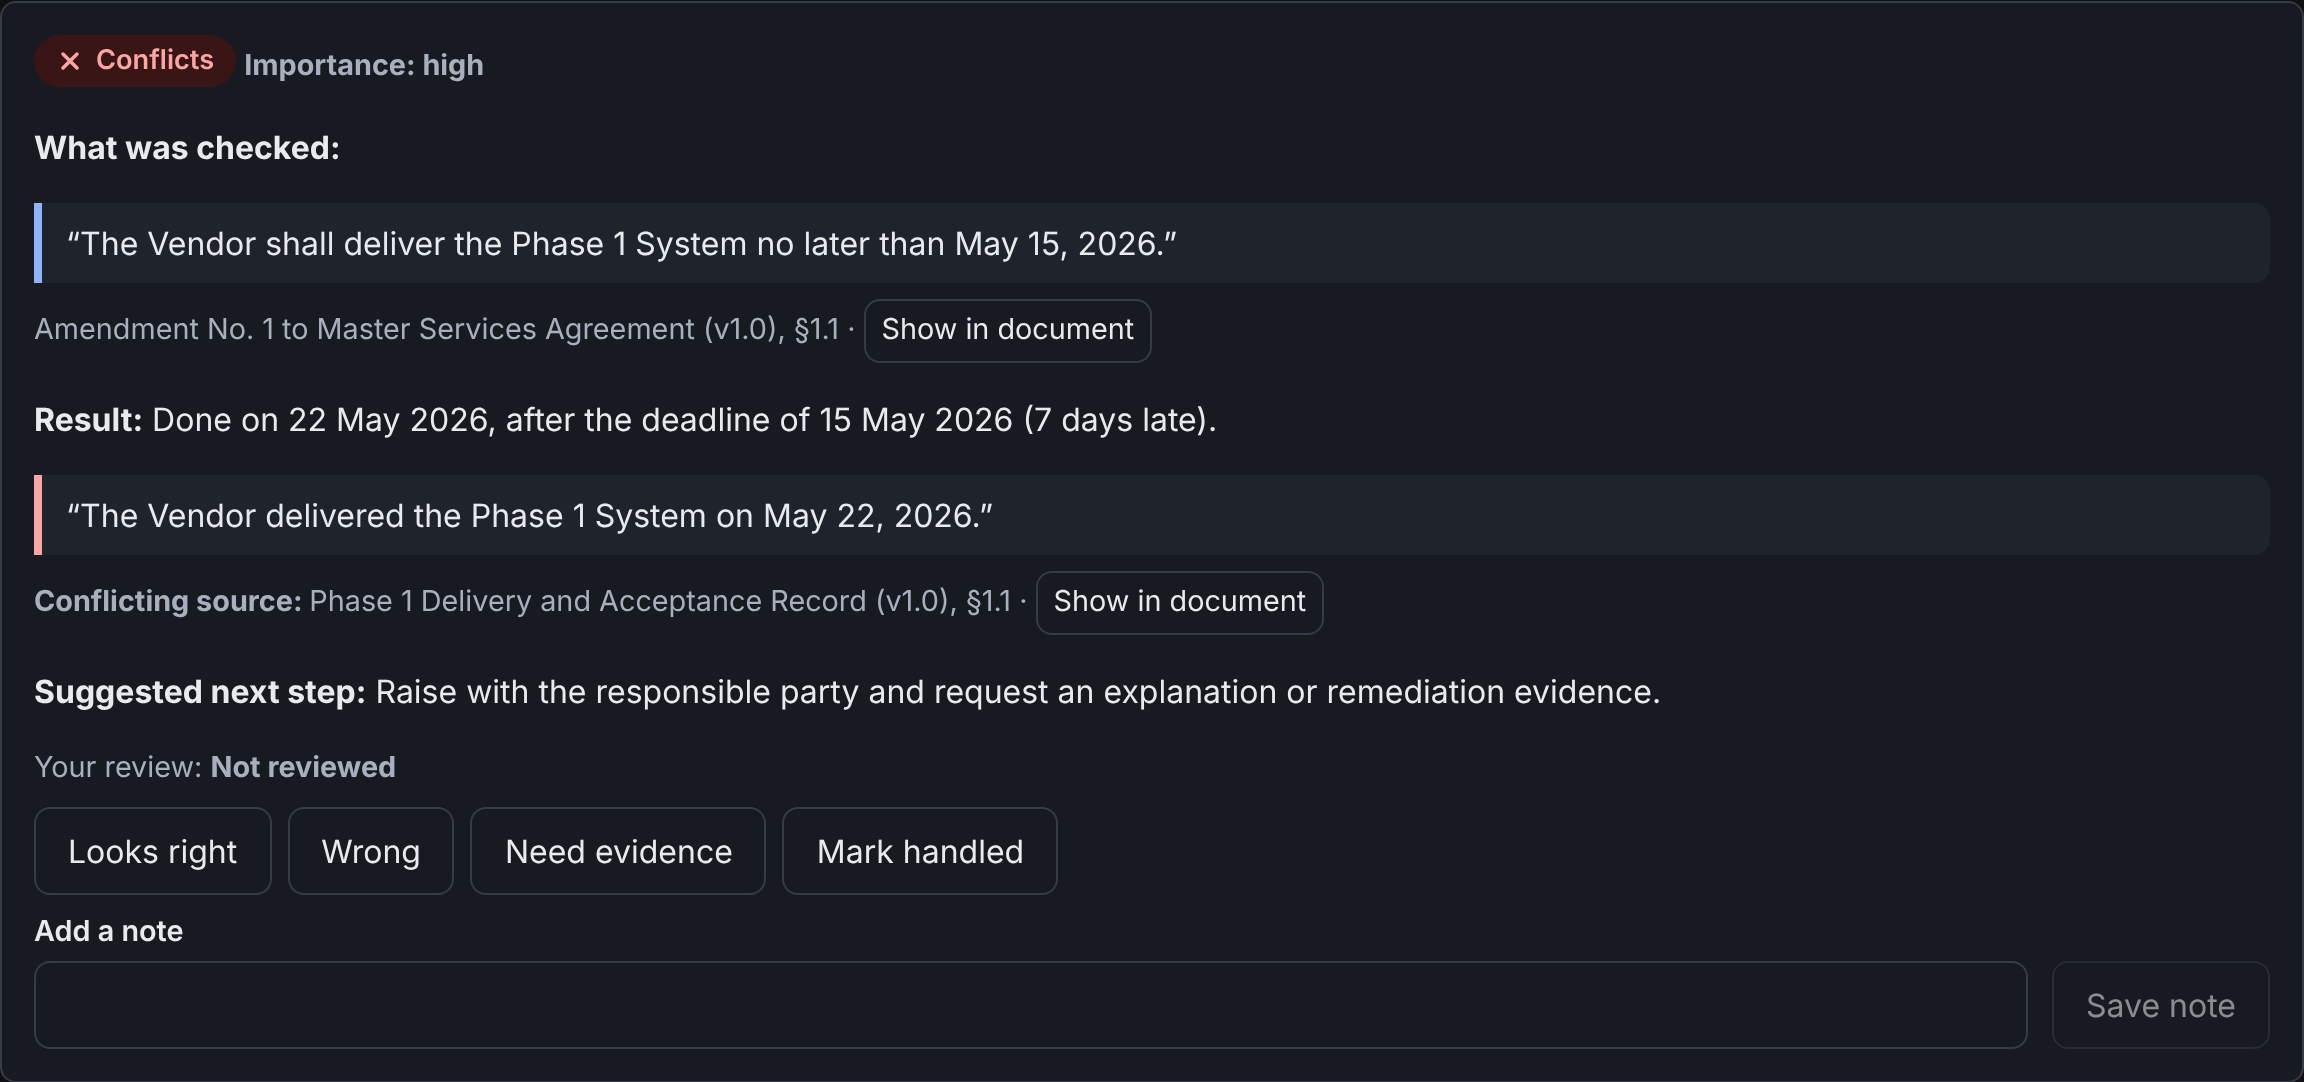 ✕ Conflicts Importance: high
What was checked:
“The Vendor shall deliver the Phase 1 System no later than May 15, 2026.”
Amendment No. 1 to Master Services Agreement (v1.0), §1.1 · Show in document
Result: Done on 22 May 2026, after the deadline of 15 May 2026 (7 days late).
“The Vendor delivered the Phase 1 System on May 22, 2026.”
Conflicting source: Phase 1 Delivery and Acceptance Record (v1.0), §1.1 · Show in document
Suggested next step: Raise with the responsible party and request an explanation or remediation evidence.
Your review: Not reviewed
Looks right Wrong Need evidence Mark handled
Add a note
Save note